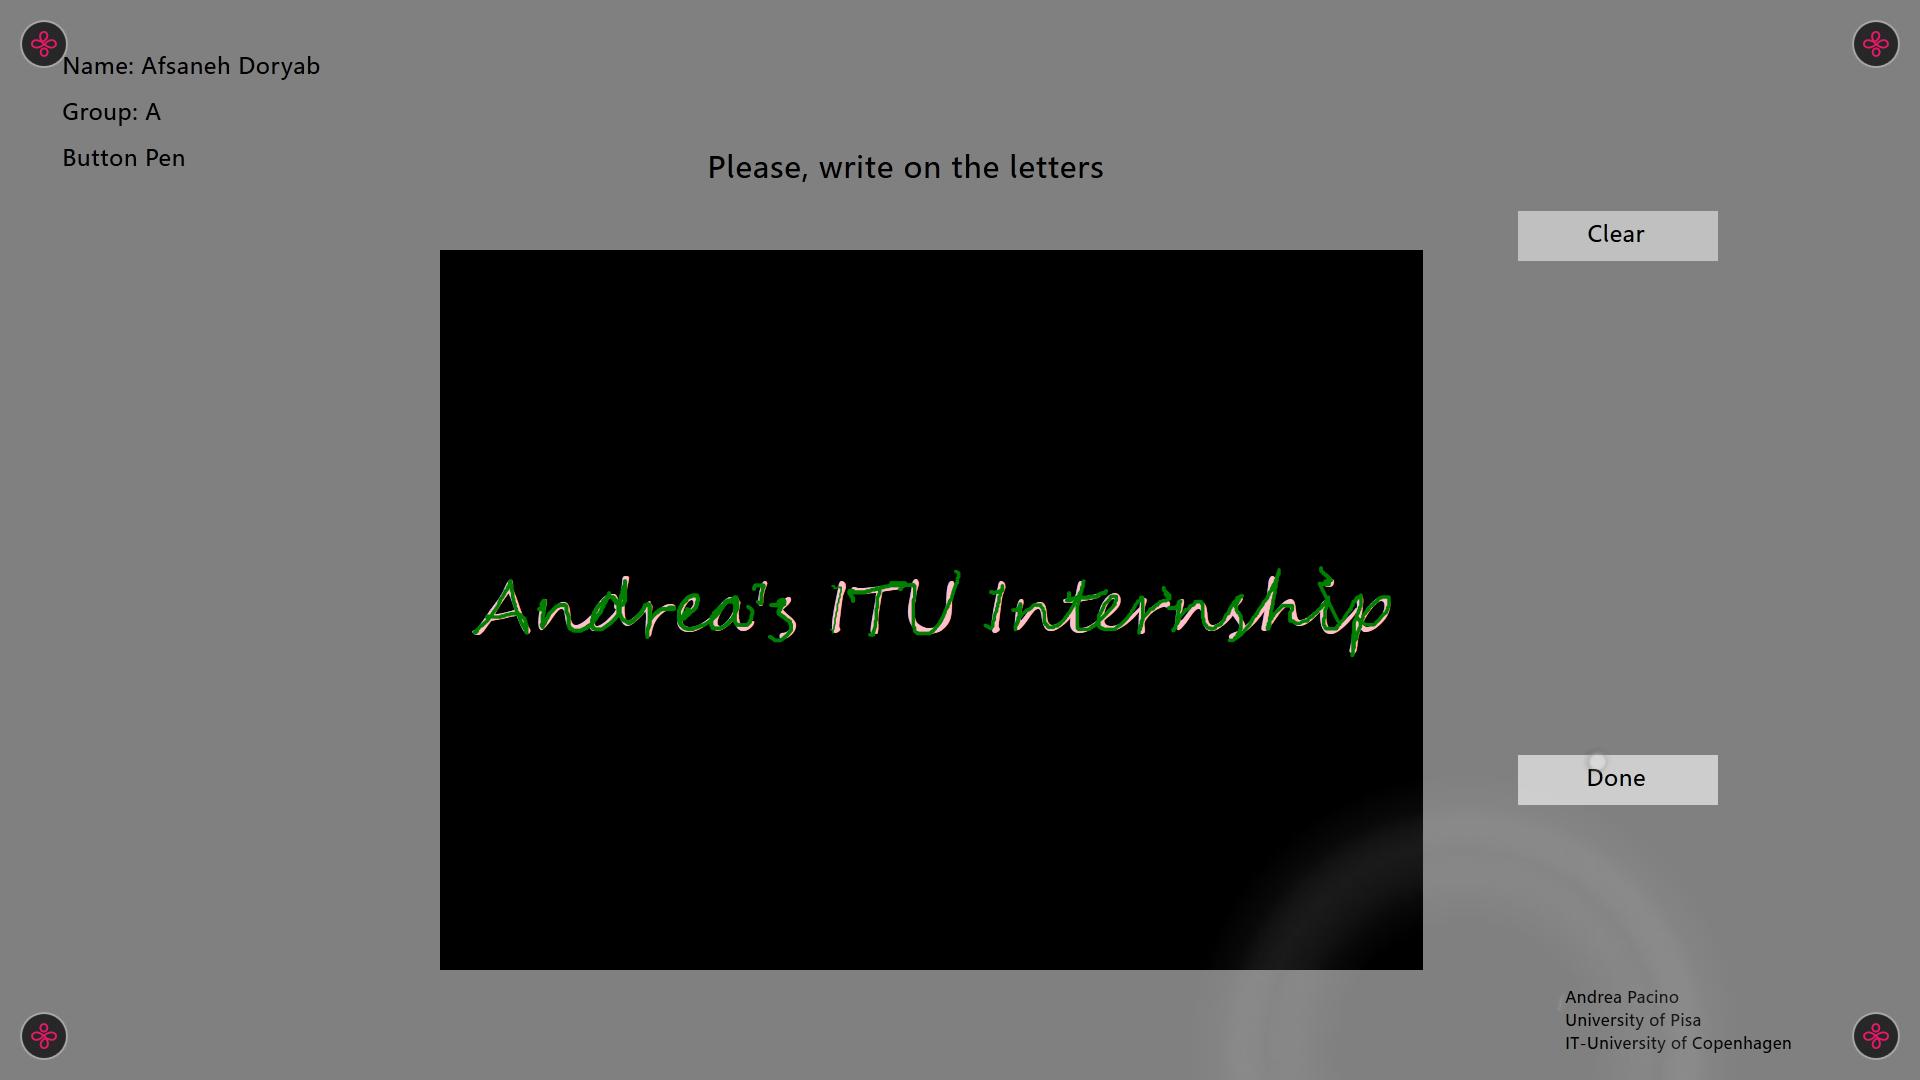 Name: Afsaneh Doryab
Group: A
Button Pen
Please, write on the letters
Clear
Andrea's ITU Internship
Done
Andrea Pacino
University of Pisa
IT-University of Copenhagen